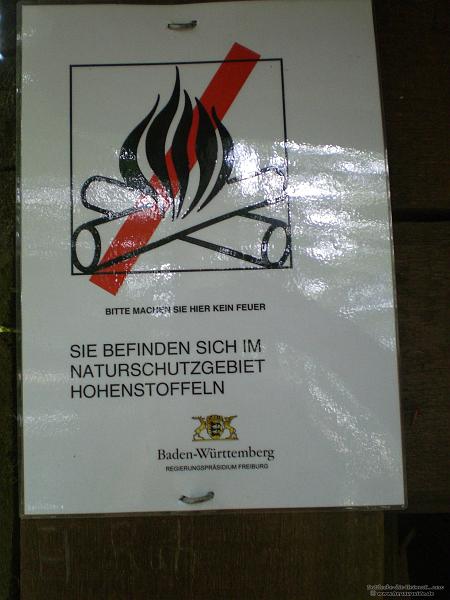 BITTE MACHEN SIE HIER KEIN FEUER
SIE BEFINDEN SICH IM
NATURSCHUTZGEBIET
HOHENSTOFFELN
Baden-Württemberg
REGIERUNGSPRÄSIDIUM FREIBURG